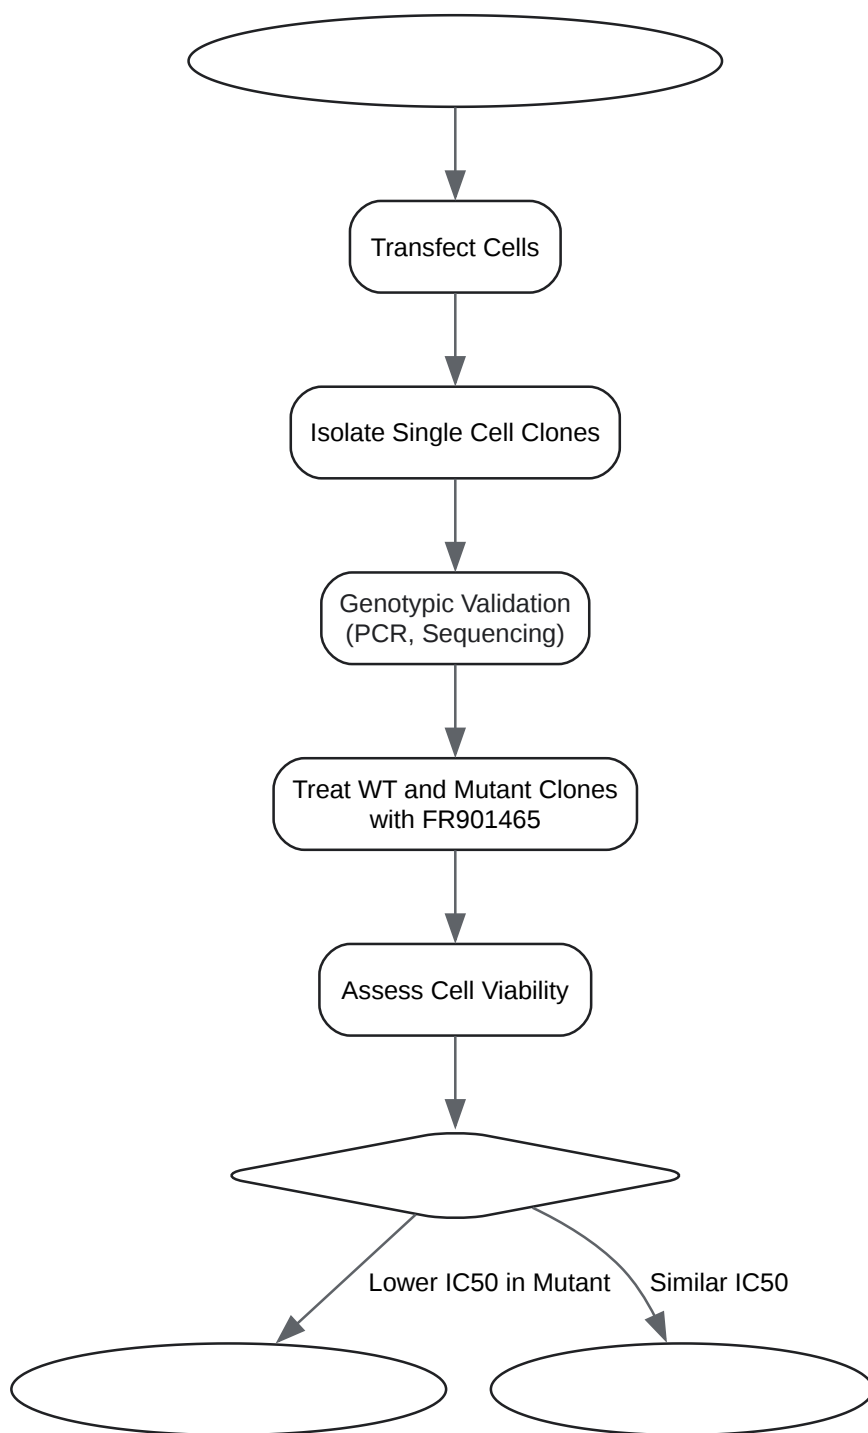 Transfect Cells
Isolate Single Cell Clones
Genotypic Validation
(PCR, Sequencing)
Treat WT and Mutant Clones
with FR901465
Assess Cell Viability
Lower IC50 in Mutant
Similar IC50